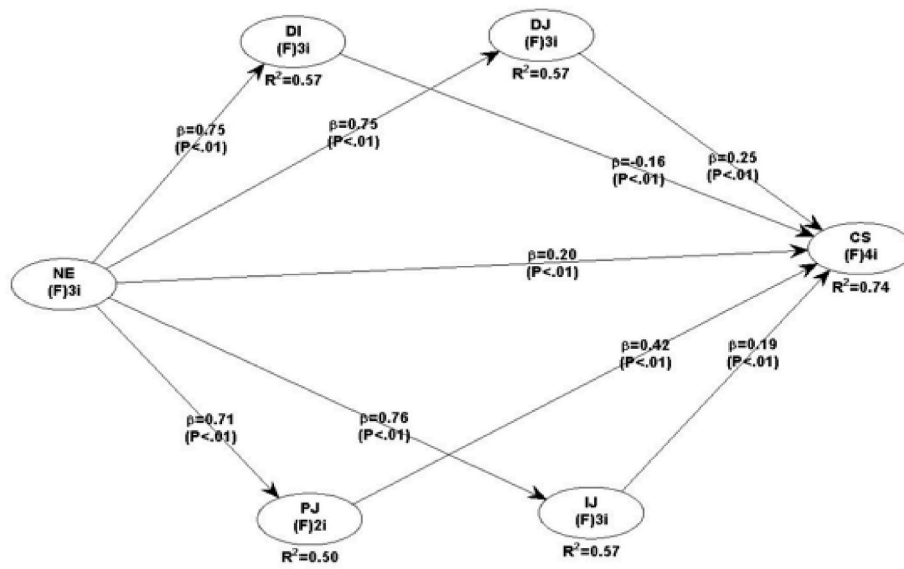 DI
(F)3i
R²=0.57
DJ
(F)3i
R²=0.57
β=0.75
(P<.01)
β=0.75
(P<.01)
β=-0.16
(P<.01)
β=0.25
(P<.01)
CS
(F)4i
R²=0.74
NE
(F)3i
β=0.20
(P<.01)
β=0.42
(P<.01)
β=0.19
(P<.01)
β=0.71
(P<.01)
β=0.76
(P<.01)
PJ
(F)2i
R²=0.50
IJ
(F)3i
R²=0.57